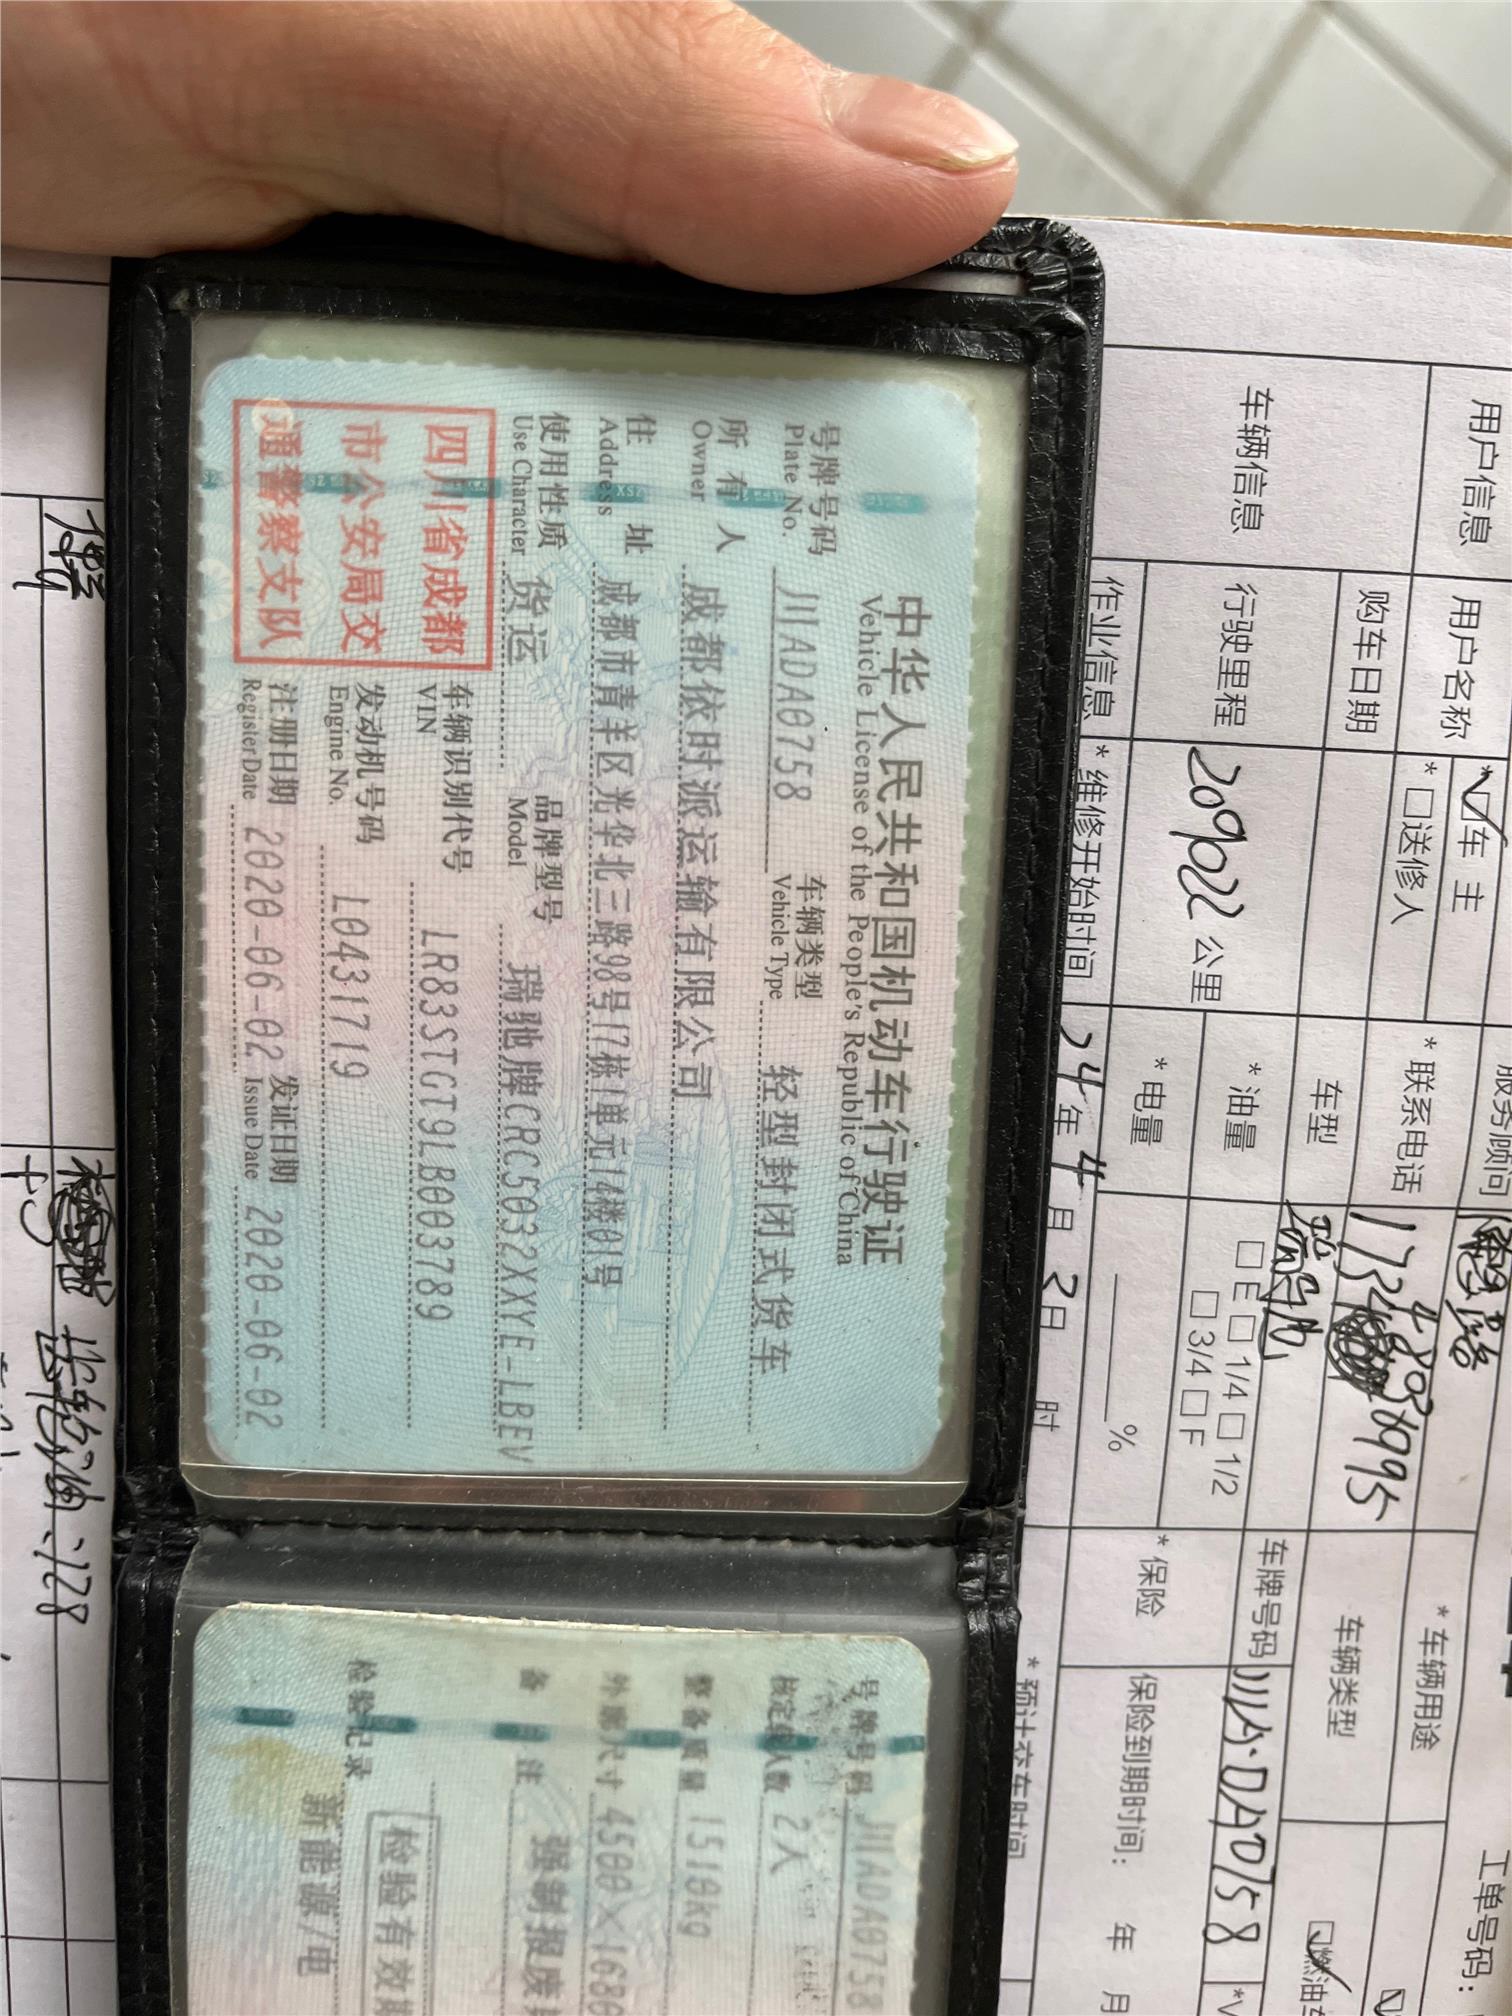 中华人民共和国机动车行驶证
Vehicle License of the People's Republic of China
号牌号码 川ADA0758 车辆类型 轻型封闭式货车
Plate No. Vehicle Type
所有人 成都依时派运输有限公司
Owner
住址 成都市青羊区光华北三路98号17栋1单元14楼01号
Address
使用性质 货运 品牌型号 瑞驰牌CRC5032XXYE-LBEV
Use Character Model
四川省成都
市公安局交
通警察支队
车辆识别代号 LR83STGT9LB003789
VIN
发动机号码 L0431719
Engine No.
注册日期 2020-06-02 发证日期 2020-06-02
Register Date Issue Date
号牌号码 川ADA0758
核定载人数 2人
整备质量 1510kg
外廓尺寸 4500×1680
备注 强制报废
检验有效期
检验记录
新能源/电
工单号码:
服务顾问
用户信息 用户名称 *车主
*送修人
*联系电话
*车辆用途
车辆信息 购车日期 车型 车辆类型 燃油
行驶里程 209022 公里 *油量 E 1/4 1/2
3/4 F
车牌号码 川A·DA0758
*电量 % *保险 保险到期时间: 年 月
作业信息 *维修开始时间 24年4月2日 时 *预计交车时间